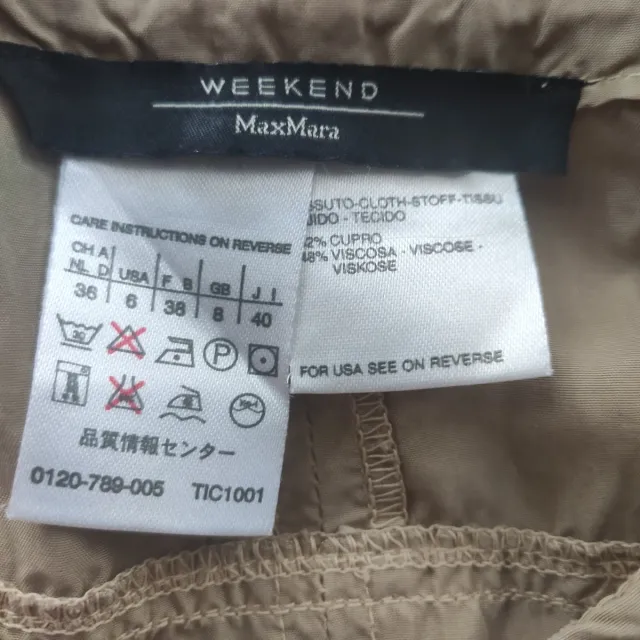 WEEKEND
MaxMara
CARE INSTRUCTIONS ON REVERSE
CH A USA F B GB J I
NL D
36 6 38 8 40
P
品質情報センター
0120-789-005 TIC1001
SUTO-CLOTH-STOFF-TISSU
IDO - TECIDO
2% CUPRO
48% VISCOSA - VISCOSE -
VISKOSE
FOR USA SEE ON REVERSE